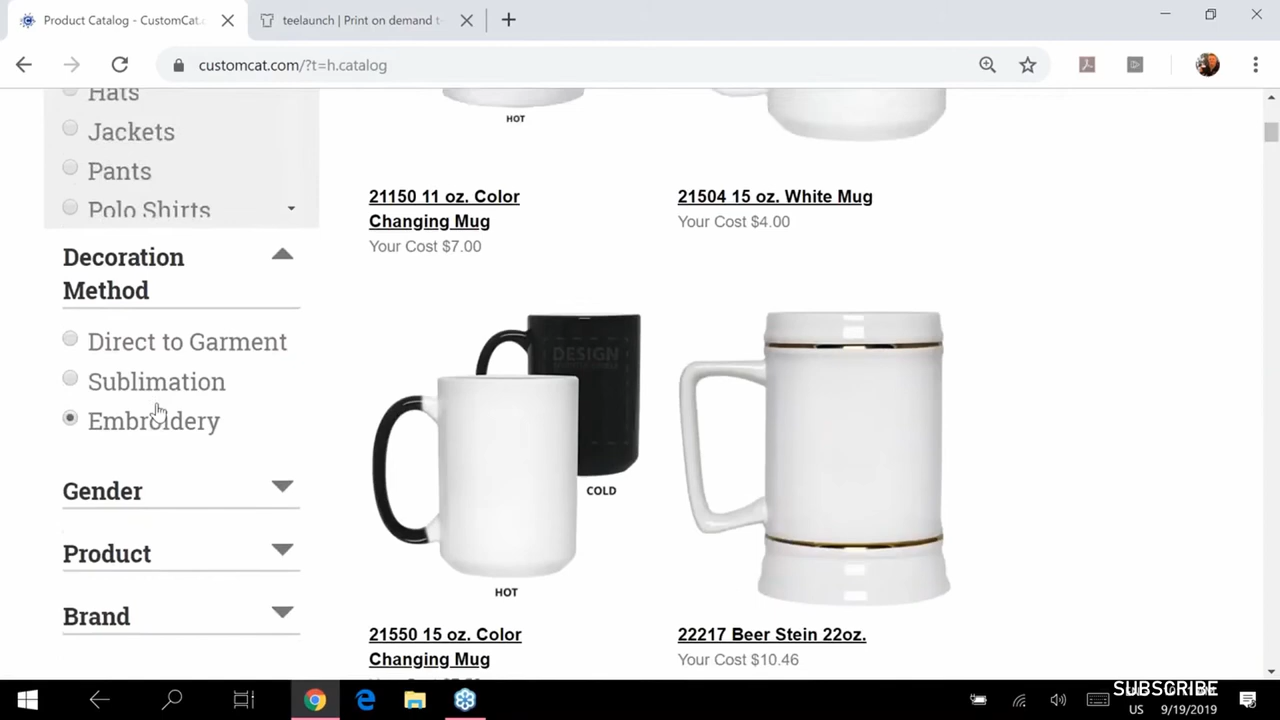 Product Catalog - CustomCat.
teelaunch | Print on demand t
customcat.com/?t=h.catalog
Hats
Jackets
Pants
Polo Shirts
Decoration
Method
Direct to Garment
Sublimation
Embroidery
Gender
Product
Brand
HOT
21150 11 oz. Color
Changing Mug
Your Cost $7.00
21504 15 oz. White Mug
Your Cost $4.00
DESIGN
COLD
HOT
21550 15 oz. Color
Changing Mug
22217 Beer Stein 22oz.
Your Cost $10.46
SUBSCRIBE
US
9/19/2019